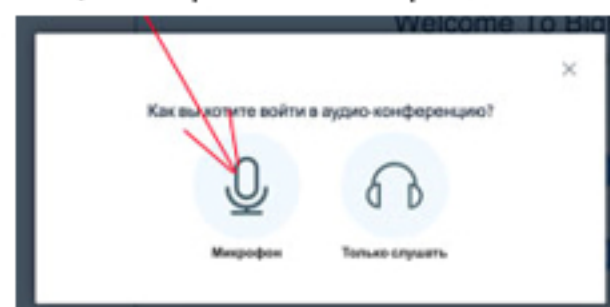 Welcome To Big
Как вы хотите войти в аудио-конференцию?
Микрофон
Только слушать